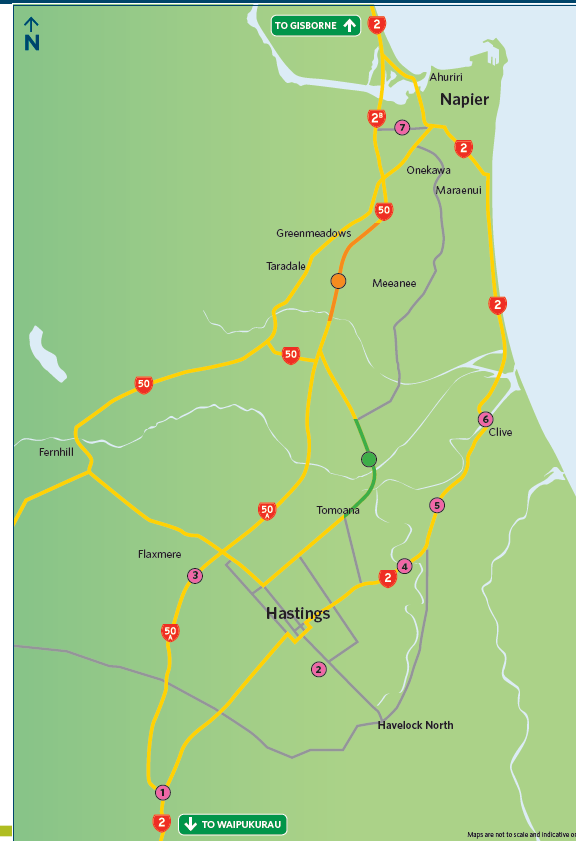 TO GISBORNE
2
N
Ahuriri
Napier
2B
7
2
Onekawa
Maraenui
50
Greenmeadows
Taradale
Meeanee
2
50
50
6
Clive
Fernhill
5
50A
Tomoana
Flaxmere
4
3
2
Hastings
50A
2
Havelock North
1
2
TO WAIPUKURAU
Maps are not to scale and indicative on